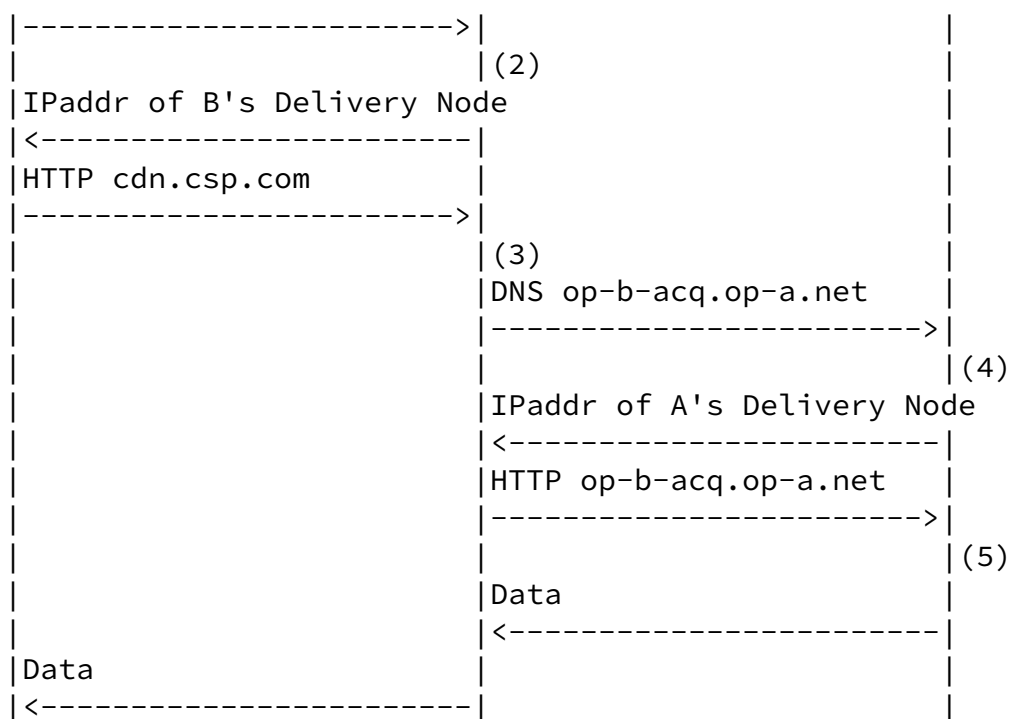 |------------------------>|                         |
|                         |(2)                      |
|IPaddr of B's Delivery Node                        |
|<------------------------|                         |
|HTTP cdn.csp.com         |                         |
|------------------------>|                         |
|                         |(3)                      |
|                         |DNS op-b-acq.op-a.net    |
|                         |------------------------>|
|                         |                         |(4)
|                         |IPaddr of A's Delivery Node
|                         |<------------------------|
|                         |HTTP op-b-acq.op-a.net   |
|                         |------------------------>|
|                         |                         |(5)
|                         |Data                     |
|                         |<------------------------|
|Data                     |                         |
|<------------------------|                         |